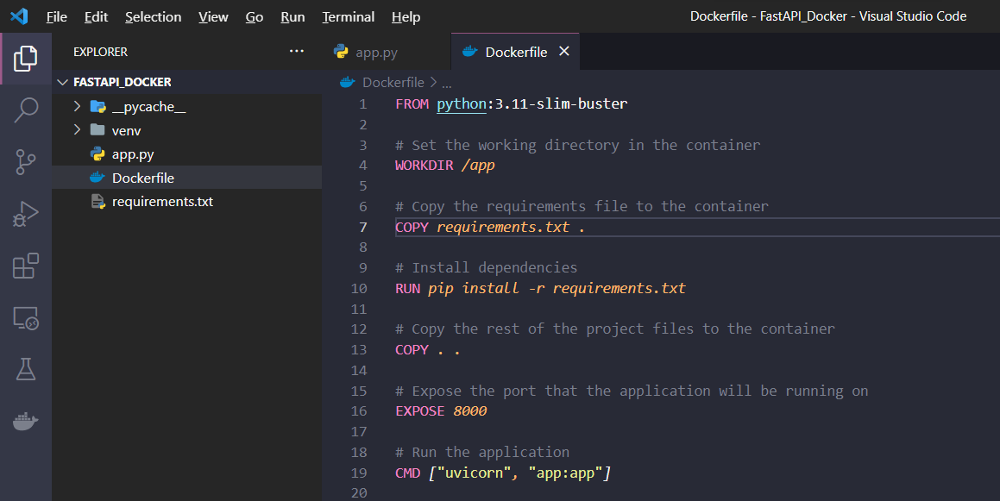 File Edit Selection View Go Run Terminal Help Dockerfile - FastAPI_Docker - Visual Studio Code
EXPLORER ...
FASTAPI_DOCKER
__pycache__
venv
app.py
Dockerfile
requirements.txt
app.py Dockerfile
Dockerfile > ...
1 FROM python:3.11-slim-buster
2
3 # Set the working directory in the container
4 WORKDIR /app
5
6 # Copy the requirements file to the container
7 COPY requirements.txt .
8
9 # Install dependencies
10 RUN pip install -r requirements.txt
11
12 # Copy the rest of the project files to the container
13 COPY . .
14
15 # Expose the port that the application will be running on
16 EXPOSE 8000
17
18 # Run the application
19 CMD ["uvicorn", "app:app"]
20